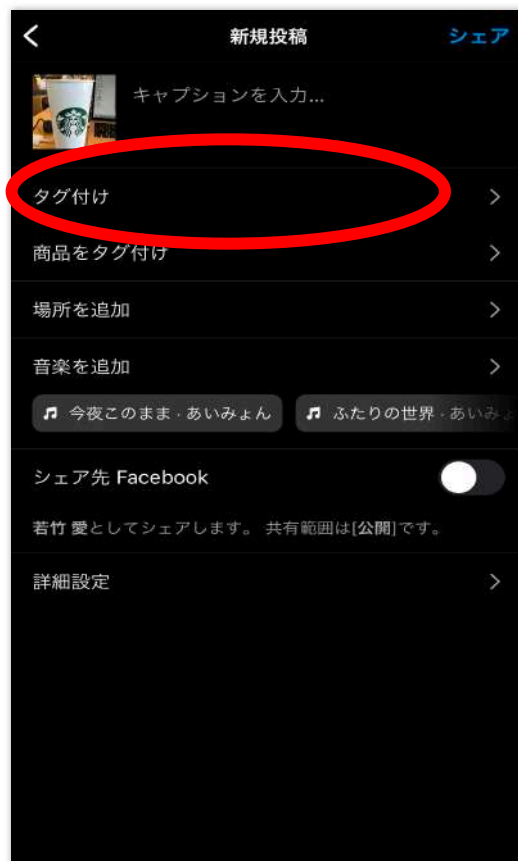 新規投稿
シェア
キャプションを入力...
タグ付け
商品をタグ付け
場所を追加
音楽を追加
今夜このまま · あいみょん
ふたりの世界 · あいみょ
シェア先 Facebook
若竹 愛としてシェアします。 共有範囲は[公開]です。
詳細設定